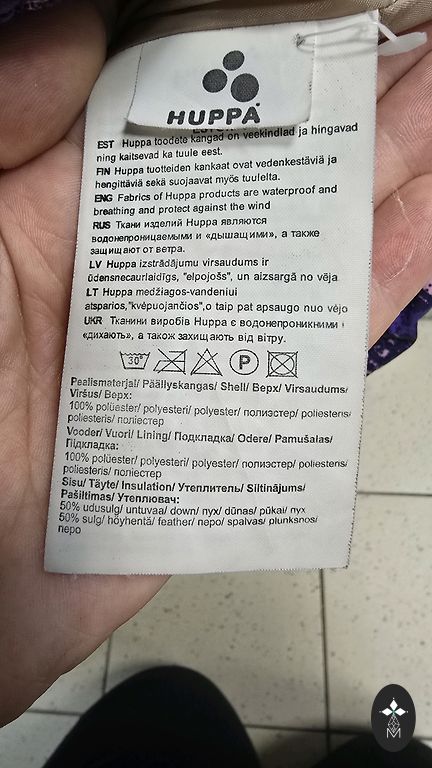 HUPPA
EST Huppa toodete kangad on veekindlad ja hingavad
ning kaitsevad ka tuule eest.
FIN Huppa tuotteiden kankaat ovat vedenkestäviä ja
hengittäviä sekä suojaavat myös tuulelta.
ENG Fabrics of Huppa products are waterproof and
breathing and protect against the wind
RUS Ткани изделий Huppa являются
водонепроницаемыми и «дышащими», а также
защищают от ветра.
LV Huppa izstrādājumu virsaudums ir
ūdensnecaurlaidīgs, "elpojošs", un aizsargā no vēja
LT Huppa medžiagos-vandeniui
atsparios,"kvėpuojančios",o taip pat apsaugo nuo vėjo
UKR Тканини виробів Huppa є водонепроникними і
«дихають», а також захищають від вітру.
30°
P
Pealismaterjal/ Päällyskangas/ Shell/ Верх/ Virsaudums/
Viršus/ Верх:
100% polüester/ polyesteri/ polyester/ полиэстер/ poliesteris/
poliesteris/ поліестер
Vooder/ Vuori/ Lining/ Подкладка/ Odere/ Pamušalas/
Підкладка:
100% polüester/ polyesteri/ polyester/ полиэстер/ poliesteris/
poliesteris/ поліестер
Sisu/ Täyte/ Insulation/ Утеплитель/ Siltinājums/
Pašiltimas/ Утеплювач:
50% udusulg/ untuvaa/ down/ пух/ dūnas/ pūkai/ пух
50% sulg/ höyhentä/ feather/ перо/ spalvas/ plunksnos/
перо
M